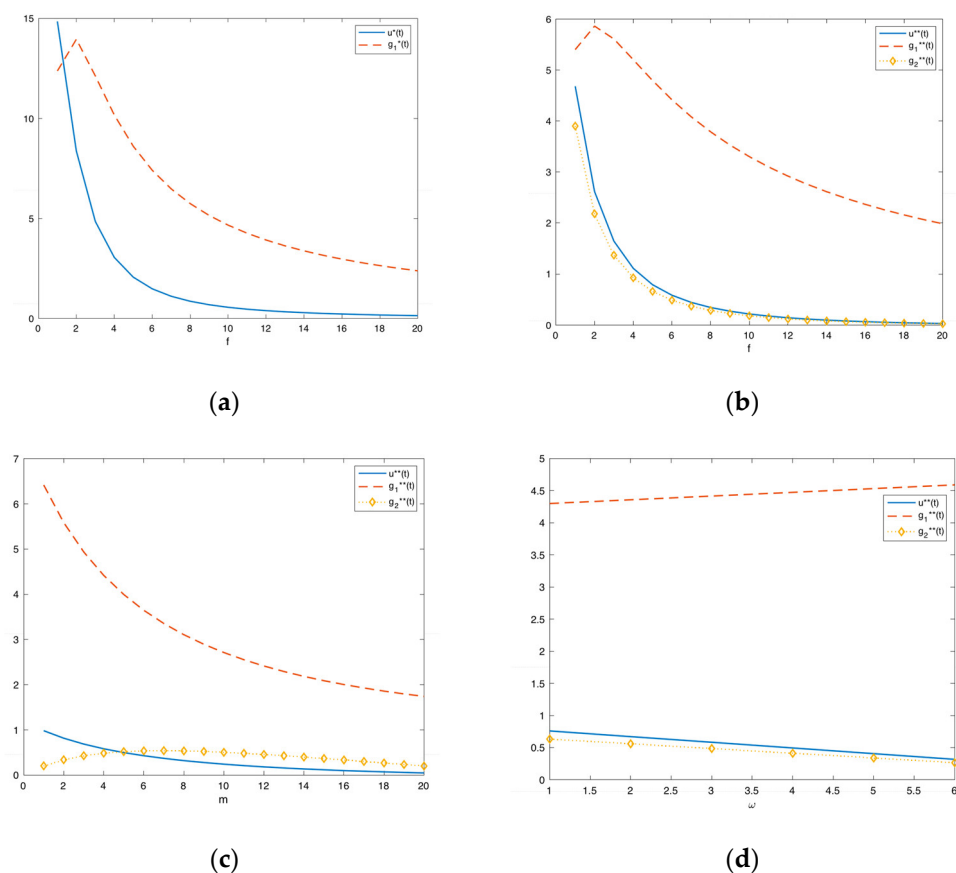 15
10
5
0
0 2 4 6 8 10 12 14 16 18 20
f
u*(t)
g1*(t)
(a)
6
5
4
3
2
1
0
0 2 4 6 8 10 12 14 16 18 20
f
u**(t)
g1**(t)
g2**(t)
(b)
7
6
5
4
3
2
1
0
0 2 4 6 8 10 12 14 16 18 20
m
u**(t)
g1**(t)
g2**(t)
(c)
5
4.5
4
3.5
3
2.5
2
1.5
1
0.5
0
1 1.5 2 2.5 3 3.5 4 4.5 5 5.5 6
ω
u**(t)
g1**(t)
g2**(t)
(d)